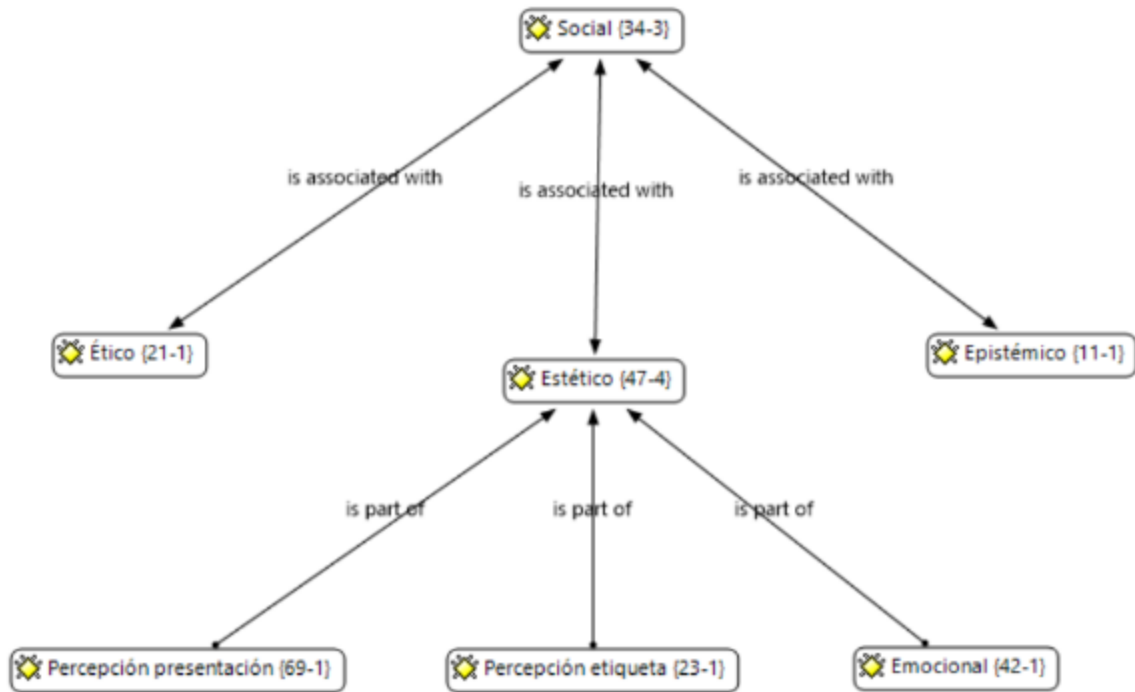 Social {34-3}
is associated with
is associated with
is associated with
Ético {21-1}
Estético {47-4}
Epistémico {11-1}
is part of
is part of
is part of
Percepción presentación {69-1}
Percepción etiqueta {23-1}
Emocional {42-1}